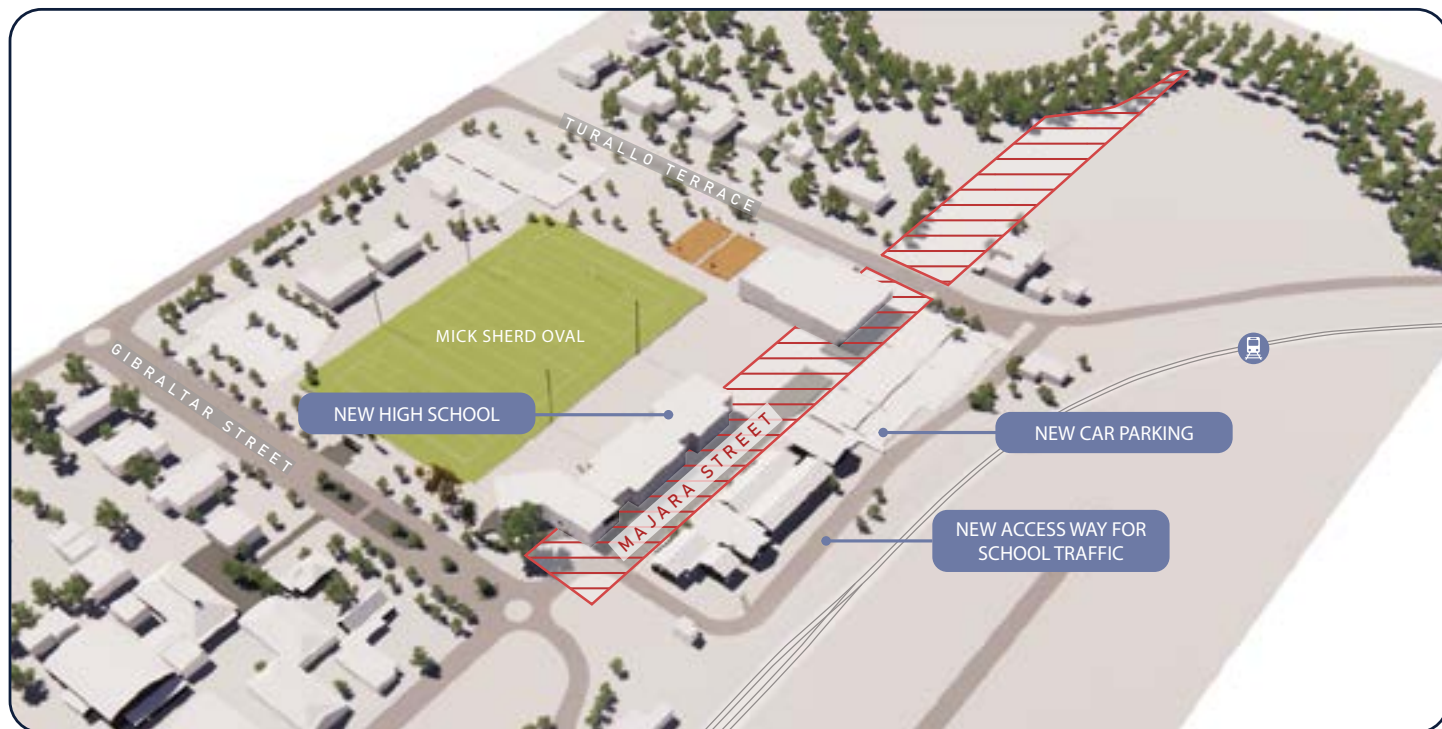 TURALLO TERRACE
MICK SHERD OVAL
GIBRALTAR STREET
NEW HIGH SCHOOL
MAJARA STREET
NEW CAR PARKING
NEW ACCESS WAY FOR
SCHOOL TRAFFIC